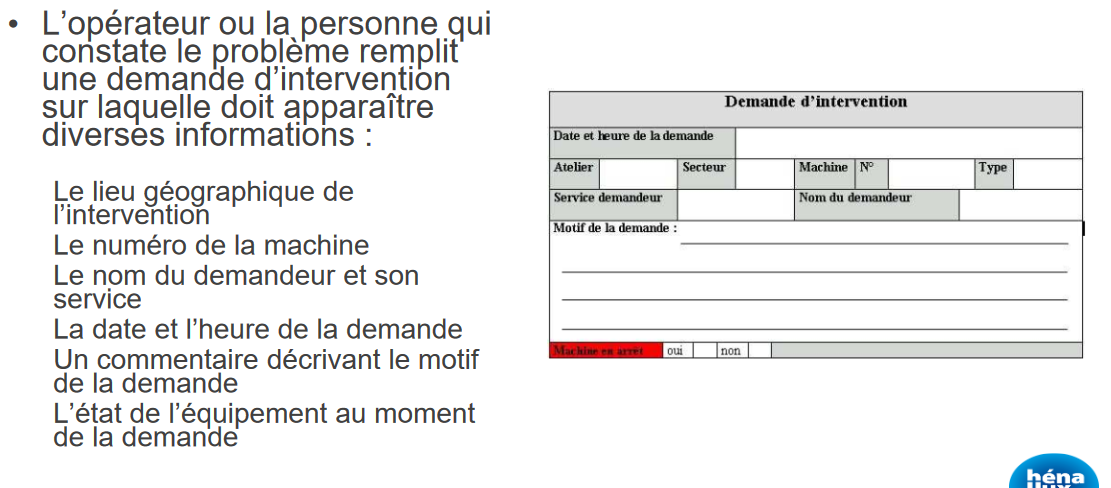 • L’opérateur ou la personne qui
constate le problème remplit
une demande d’intervention
sur laquelle doit apparaître
diverses informations :
Le lieu géographique de
l’intervention
Le numéro de la machine
Le nom du demandeur et son
service
La date et l’heure de la demande
Un commentaire décrivant le motif
de la demande
L’état de l’équipement au moment
de la demande
Demande d’intervention
Date et heure de la demande
Atelier Secteur Machine N° Type
Service demandeur Nom du demandeur
Motif de la demande :
Machine en arrêt oui non
héna